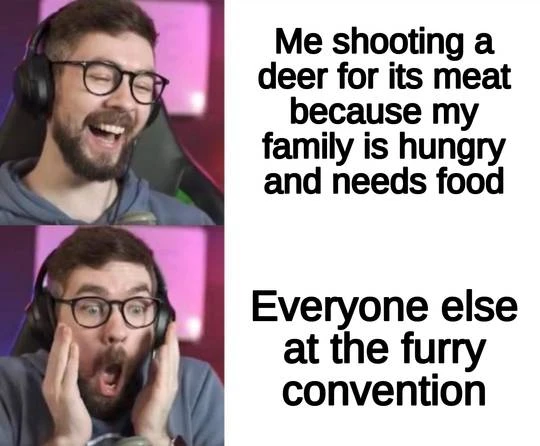 Me shooting a
deer for its meat
because my
family is hungry
and needs food
Everyone else
at the furry
convention